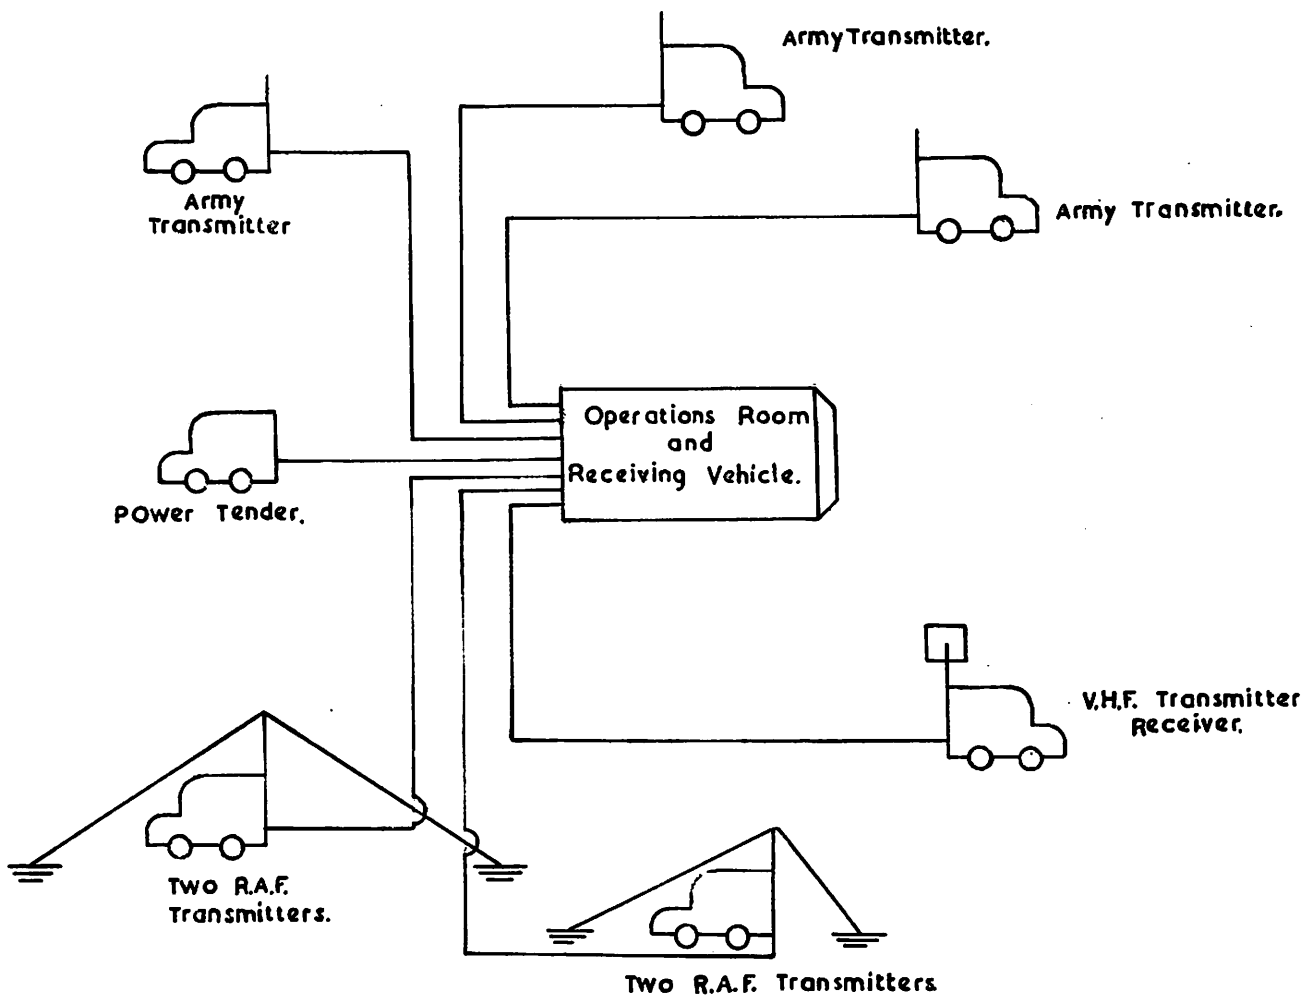 Army Transmitter.
Army
Transmitter
Army Transmitter.
Operations Room
and
Receiving Vehicle.
Power Tender.
V.H.F. Transmitter
Receiver.
Two R.A.F.
Transmitters.
Two R.A.F. Transmitters